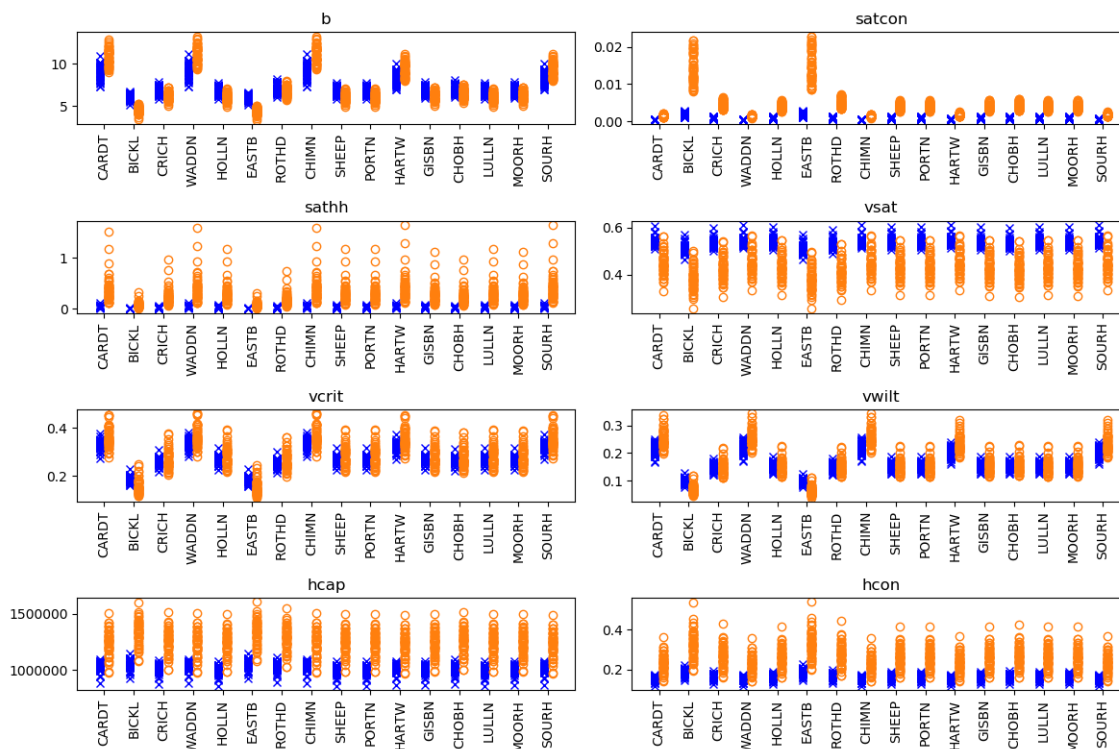 b
10
5
CARDT BICKL CRICH WADDN HOLLN EASTB ROTHD CHIMN SHEEP PORTN HARTW GISBN CHOBH LULLN MOORH SOURH
satcon
0.02
0.01
0.00
CARDT BICKL CRICH WADDN HOLLN EASTB ROTHD CHIMN SHEEP PORTN HARTW GISBN CHOBH LULLN MOORH SOURH
sathh
1
0
CARDT BICKL CRICH WADDN HOLLN EASTB ROTHD CHIMN SHEEP PORTN HARTW GISBN CHOBH LULLN MOORH SOURH
vsat
0.6
0.4
CARDT BICKL CRICH WADDN HOLLN EASTB ROTHD CHIMN SHEEP PORTN HARTW GISBN CHOBH LULLN MOORH SOURH
vcrit
0.4
0.2
CARDT BICKL CRICH WADDN HOLLN EASTB ROTHD CHIMN SHEEP PORTN HARTW GISBN CHOBH LULLN MOORH SOURH
vwilt
0.3
0.2
0.1
CARDT BICKL CRICH WADDN HOLLN EASTB ROTHD CHIMN SHEEP PORTN HARTW GISBN CHOBH LULLN MOORH SOURH
hcap
1500000
1000000
CARDT BICKL CRICH WADDN HOLLN EASTB ROTHD CHIMN SHEEP PORTN HARTW GISBN CHOBH LULLN MOORH SOURH
hcon
0.4
0.2
CARDT BICKL CRICH WADDN HOLLN EASTB ROTHD CHIMN SHEEP PORTN HARTW GISBN CHOBH LULLN MOORH SOURH